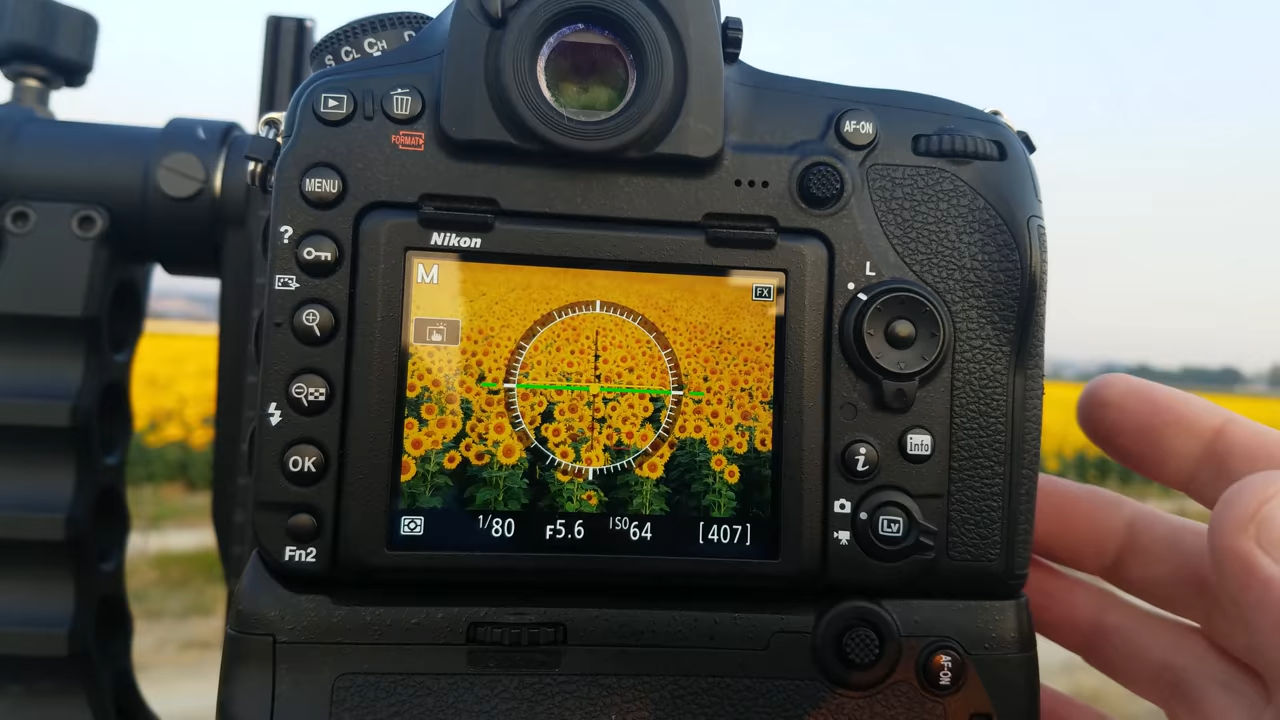 S CL CH
FORMAT
AF-ON
MENU
?
Nikon
L
M
FX
info
i
OK
1/80 F5.6 ISO 64 [407]
Lv
Fn2
AF-ON